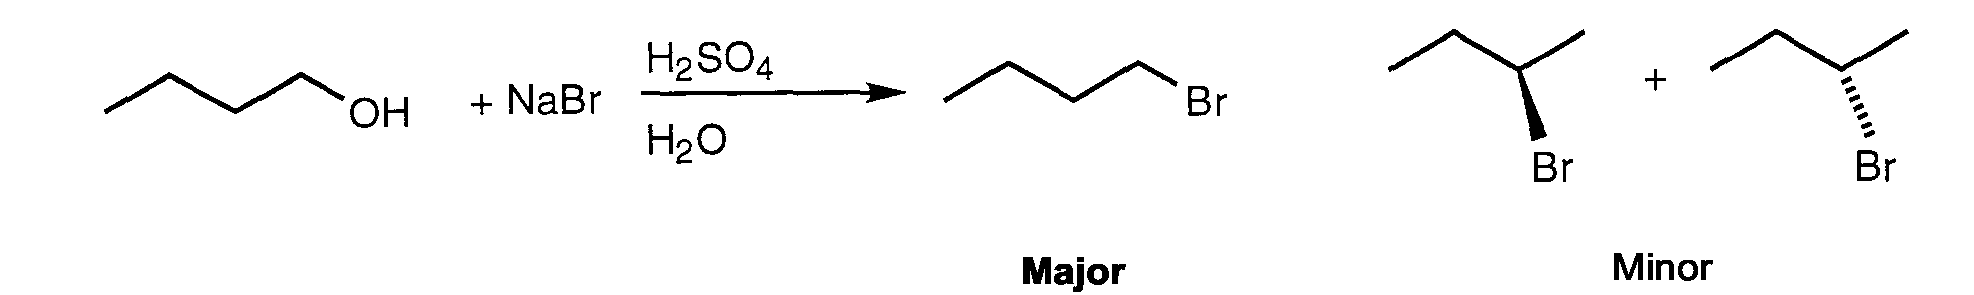 OH + NaBr
H₂SO₄
H₂O
Br
Br
+
Br
Major
Minor